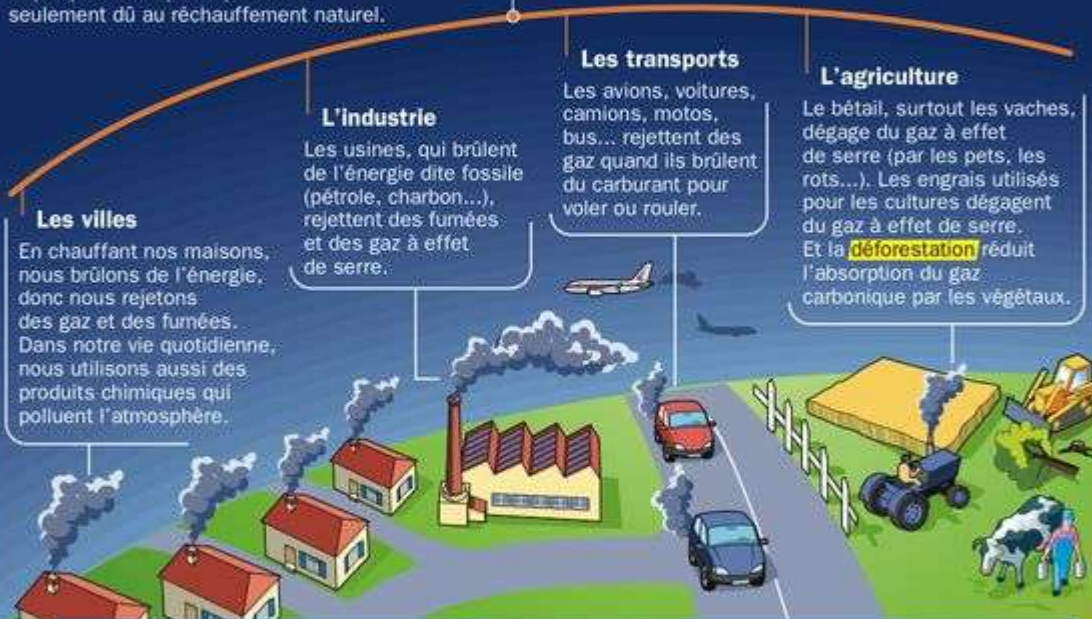 seulement dû au réchauffement naturel.
Les villes
En chauffant nos maisons,
nous brûlons de l'énergie,
donc nous rejetons
des gaz et des fumées.
Dans notre vie quotidienne,
nous utilisons aussi des
produits chimiques qui
polluent l'atmosphère.
L'industrie
Les usines, qui brûlent
de l'énergie dite fossile
(pétrole, charbon...),
rejettent des fumées
et des gaz à effet
de serre.
Les transports
Les avions, voitures,
camions, motos,
bus... rejettent des
gaz quand ils brûlent
du carburant pour
voler ou rouler.
L'agriculture
Le bétail, surtout les vaches,
dégage du gaz à effet
de serre (par les pets, les
rots...). Les engrais utilisés
pour les cultures dégagent
du gaz à effet de serre.
Et la déforestation réduit
l'absorption du gaz
carbonique par les végétaux.